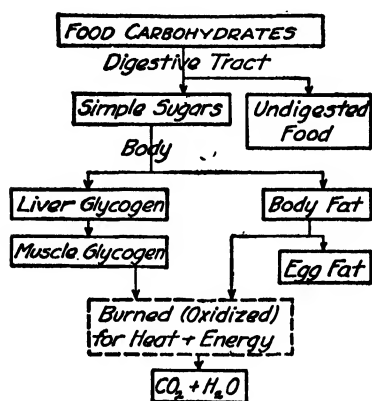 FOOD CARBOHYDRATES
Digestive Tract
Simple Sugars
Undigested
Food
Body
Liver Glycogen
Body Fat
Muscle Glycogen
Egg Fat
Burned (Oxidized)
for Heat + Energy
CO₂ + H₂O